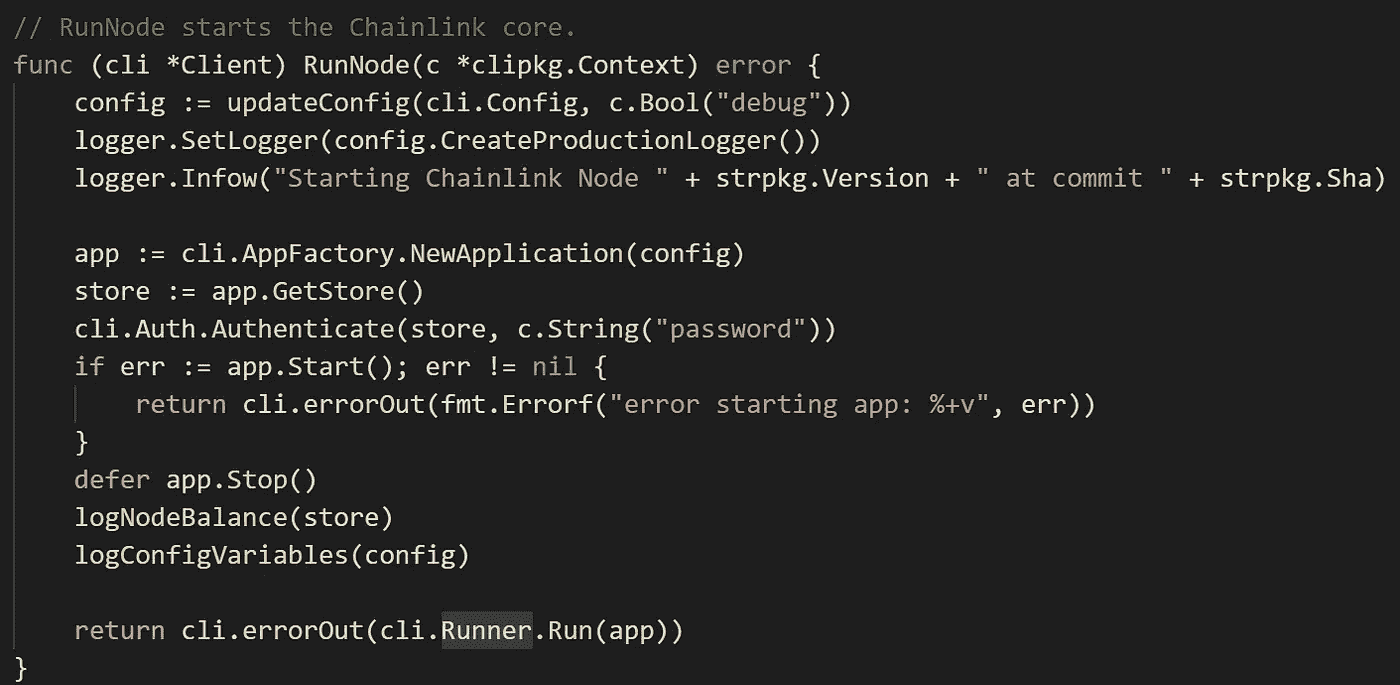 // RunNode starts the Chainlink core.
func (cli *Client) RunNode(c *clipkg.Context) error {
    config := updateConfig(cli.Config, c.Bool("debug"))
    logger.SetLogger(config.CreateProductionLogger())
    logger.Infow("Starting Chainlink Node " + strpkg.Version + " at commit " + strpkg.Sha)

    app := cli.AppFactory.NewApplication(config)
    store := app.GetStore()
    cli.Auth.Authenticate(store, c.String("password"))
    if err := app.Start(); err != nil {
        return cli.errorOut(fmt.Errorf("error starting app: %+v", err))
    }
    defer app.Stop()
    logNodeBalance(store)
    logConfigVariables(config)

    return cli.errorOut(cli.Runner.Run(app))
}